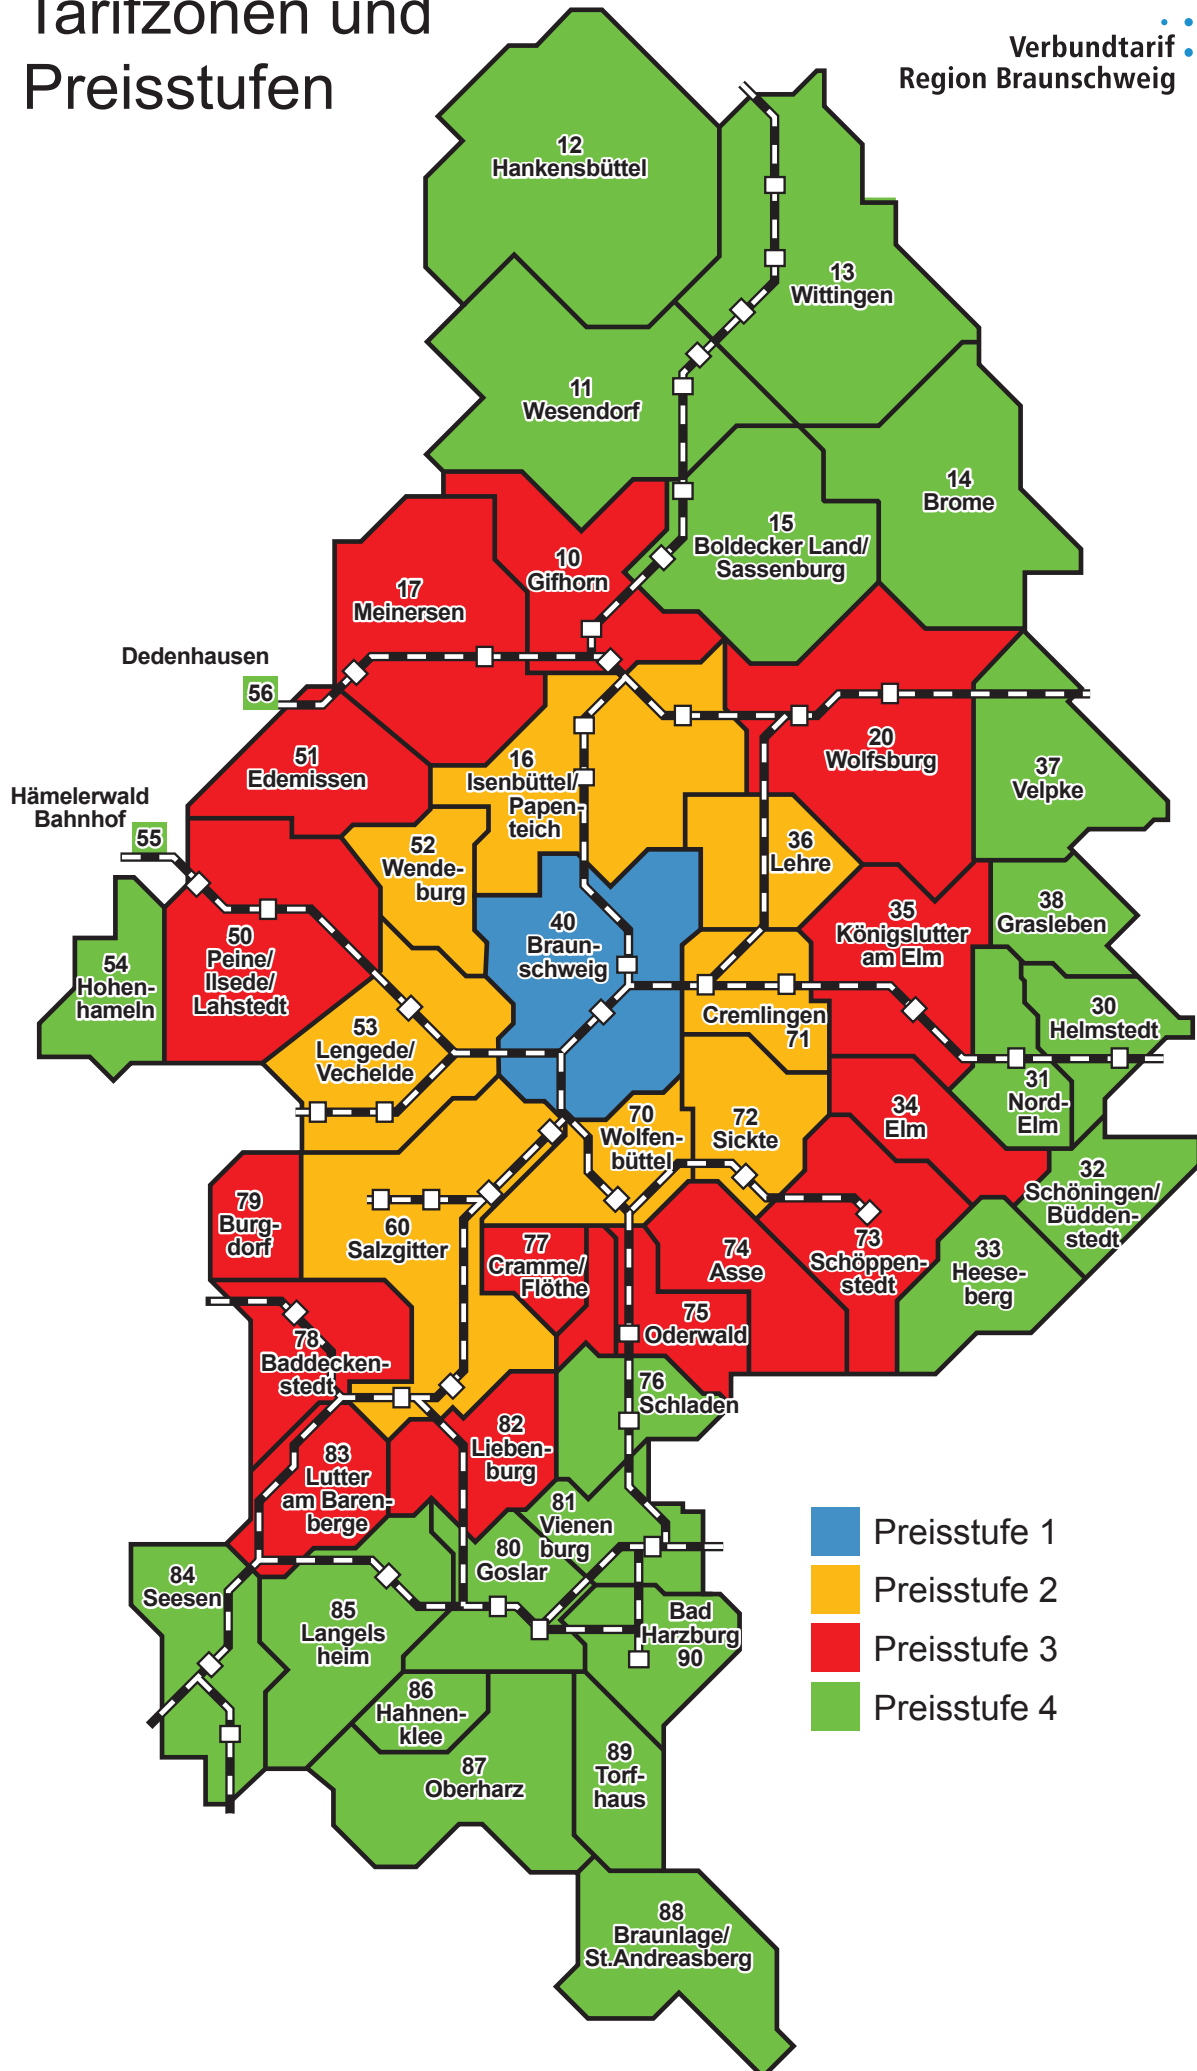 Tarifzonen und
Preisstufen
Verbundtarif
Region Braunschweig
12
Hankensbüttel
13
Wittingen
11
Wesendorf
14
Brome
15
Boldecker Land/
Sassenburg
10
Gifhorn
17
Meinersen
Dedenhausen
56
51
Edemissen
16
Isenbüttel/
Papen-
teich
20
Wolfsburg
37
Velpke
Hämelerwald
Bahnhof
55
52
Wende-
burg
36
Lehre
38
Grasleben
40
Braun-
schweig
35
Königslutter
am Elm
50
Peine/
Ilsede/
Lahstedt
54
Hohen-
hameln
53
Lengede/
Vechelde
Cremlingen
71
30
Helmstedt
31
Nord-
Elm
34
Elm
70
Wolfen-
büttel
72
Sickte
32
Schöningen/
Büdden-
stedt
79
Burg-
dorf
60
Salzgitter
77
Cramme/
Flöthe
74
Asse
73
Schöppen-
stedt
33
Heese-
berg
75
Oderwald
78
Baddecken-
stedt
76
Schladen
82
Lieben-
burg
83
Lutter
am Baren-
berge
81
Vienen
burg
80
Goslar
84
Seesen
85
Langels
heim
Bad
Harzburg
90
86
Hahnen-
klee
87
Oberharz
89
Torf-
haus
88
Braunlage/
St.Andreasberg
Preisstufe 1
Preisstufe 2
Preisstufe 3
Preisstufe 4